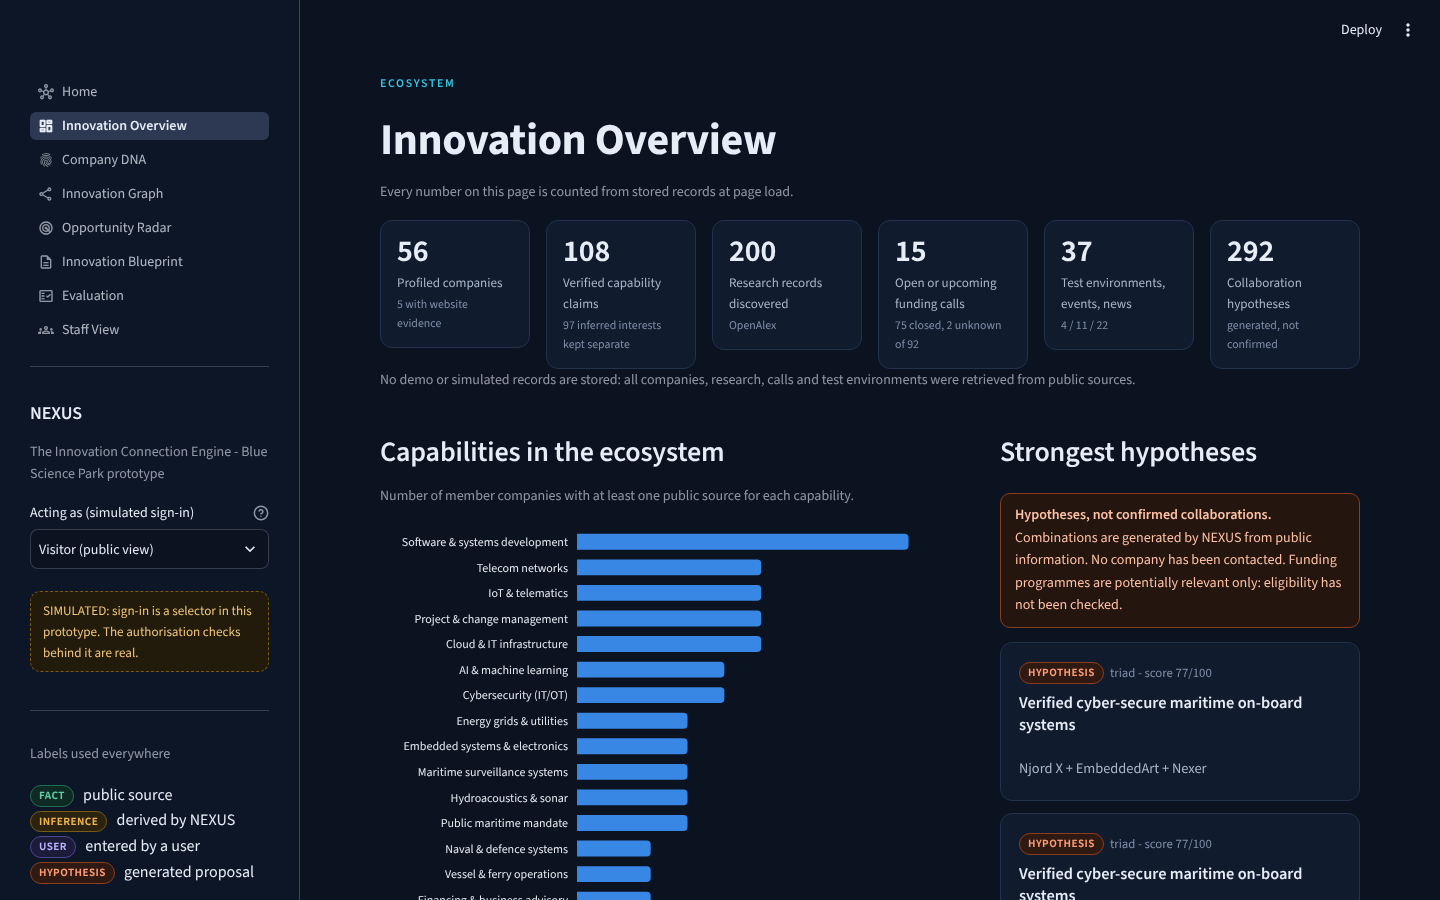 Deploy
Home
Innovation Overview
Company DNA
Innovation Graph
Opportunity Radar
Innovation Blueprint
Evaluation
Staff View
NEXUS
The Innovation Connection Engine - Blue
Science Park prototype
Acting as (simulated sign-in)
Visitor (public view)
SIMULATED: sign-in is a selector in this
prototype. The authorisation checks
behind it are real.
Labels used everywhere
FACT public source
INFERENCE derived by NEXUS
USER entered by a user
HYPOTHESIS generated proposal
ECOSYSTEM
Innovation Overview
Every number on this page is counted from stored records at page load.
56
Profiled companies
5 with website
evidence
108
Verified capability
claims
97 inferred interests
kept separate
200
Research records
discovered
OpenAlex
15
Open or upcoming
funding calls
75 closed, 2 unknown
of 92
37
Test environments,
events, news
4 / 11 / 22
292
Collaboration
hypotheses
generated, not
confirmed
No demo or simulated records are stored: all companies, research, calls and test environments were retrieved from public sources.
Capabilities in the ecosystem
Number of member companies with at least one public source for each capability.
Software & systems development
Telecom networks
IoT & telematics
Project & change management
Cloud & IT infrastructure
AI & machine learning
Cybersecurity (IT/OT)
Energy grids & utilities
Embedded systems & electronics
Maritime surveillance systems
Hydroacoustics & sonar
Public maritime mandate
Naval & defence systems
Vessel & ferry operations
Financing & business advisory
Strongest hypotheses
Hypotheses, not confirmed collaborations.
Combinations are generated by NEXUS from public
information. No company has been contacted. Funding
programmes are potentially relevant only: eligibility has
not been checked.
HYPOTHESIS triad - score 77/100
Verified cyber-secure maritime on-board
systems
Njord X + EmbeddedArt + Nexer
HYPOTHESIS triad - score 77/100
Verified cyber-secure maritime on-board
systems